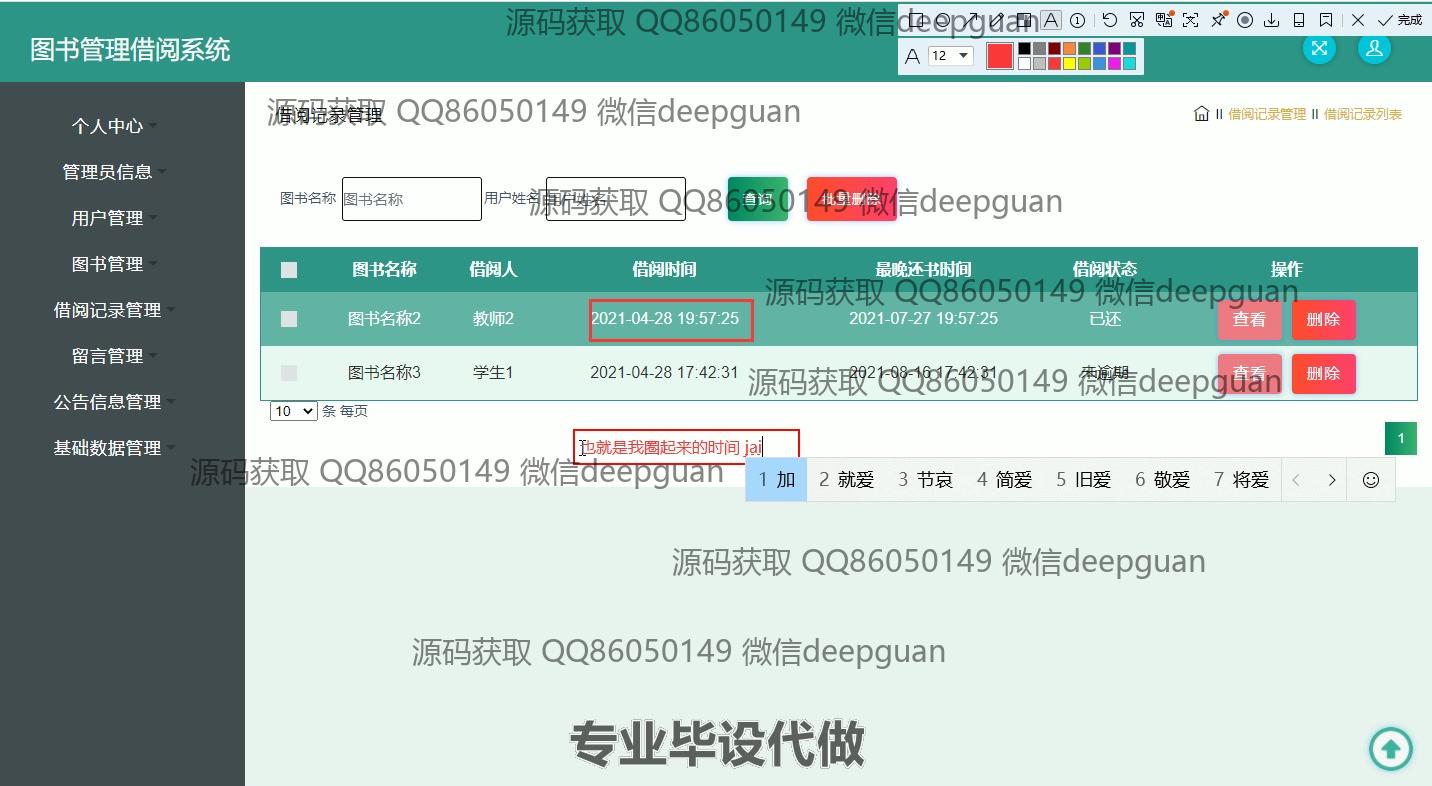 源码获取 QQ86050149 微信deepguan
完成
图书管理借阅系统
A 12
源码获取 QQ86050149 微信deepguan
借阅记录管理
借阅记录管理 II 借阅记录列表
个人中心
管理员信息
用户管理
图书管理
借阅记录管理
留言管理
公告信息管理
基础数据管理
图书名称 图书名称 用户姓名 用户姓名 查询 批量删除
源码获取 QQ86050149 微信deepguan
图书名称 借阅人 借阅时间 最晚还书时间 借阅状态 操作
源码获取 QQ86050149 微信deepguan
图书名称2 教师2 2021-04-28 19:57:25 2021-07-27 19:57:25 已还 查看 删除
图书名称3 学生1 2021-04-28 17:42:31 2021-08-16 17:42:31 未逾期 查看 删除
源码获取 QQ86050149 微信deepguan
10 条 每页
1
也就是我圈起来的时间 jai
源码获取 QQ86050149 微信deepguan
1 加 2 就爱 3 节哀 4 简爱 5 旧爱 6 敬爱 7 将爱
源码获取 QQ86050149 微信deepguan
源码获取 QQ86050149 微信deepguan
专业毕设代做